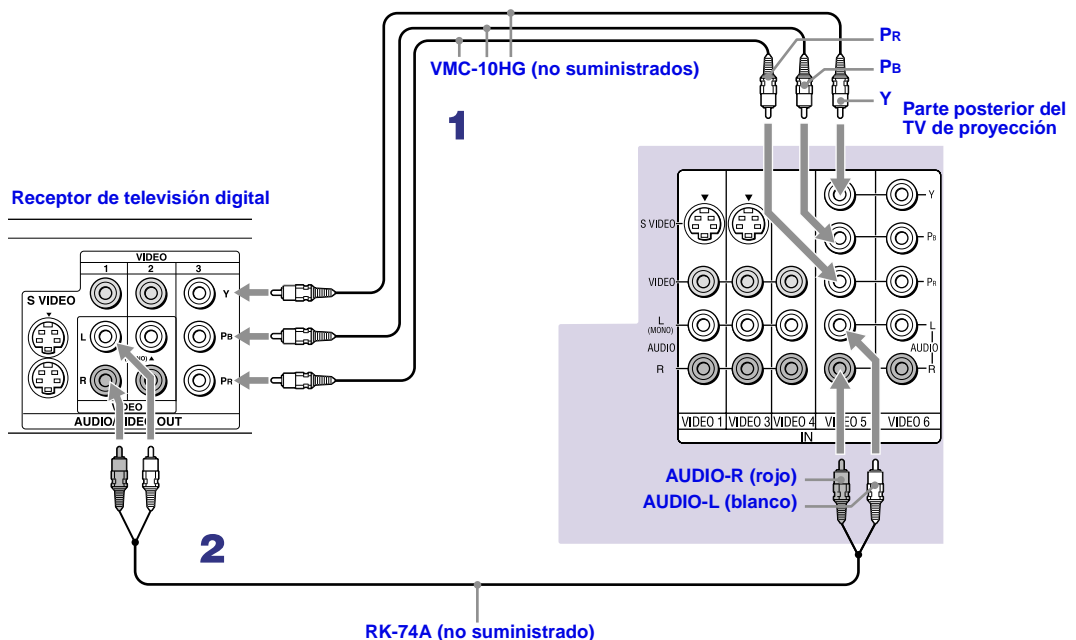 PR
PB
Y
VMC-10HG (no suministrados)
1
Parte posterior del
TV de proyección
Receptor de televisión digital
VIDEO
1 2 3
S VIDEO
Y
L
PB
R
PR
VIDEO
AUDIO/VIDEO OUT
S VIDEO
Y
PB
VIDEO
PR
L
(MONO)
AUDIO
R
L
AUDIO
R
VIDEO 1 VIDEO 3 VIDEO 4 VIDEO 5 VIDEO 6
IN
AUDIO-R (rojo)
AUDIO-L (blanco)
2
RK-74A (no suministrado)